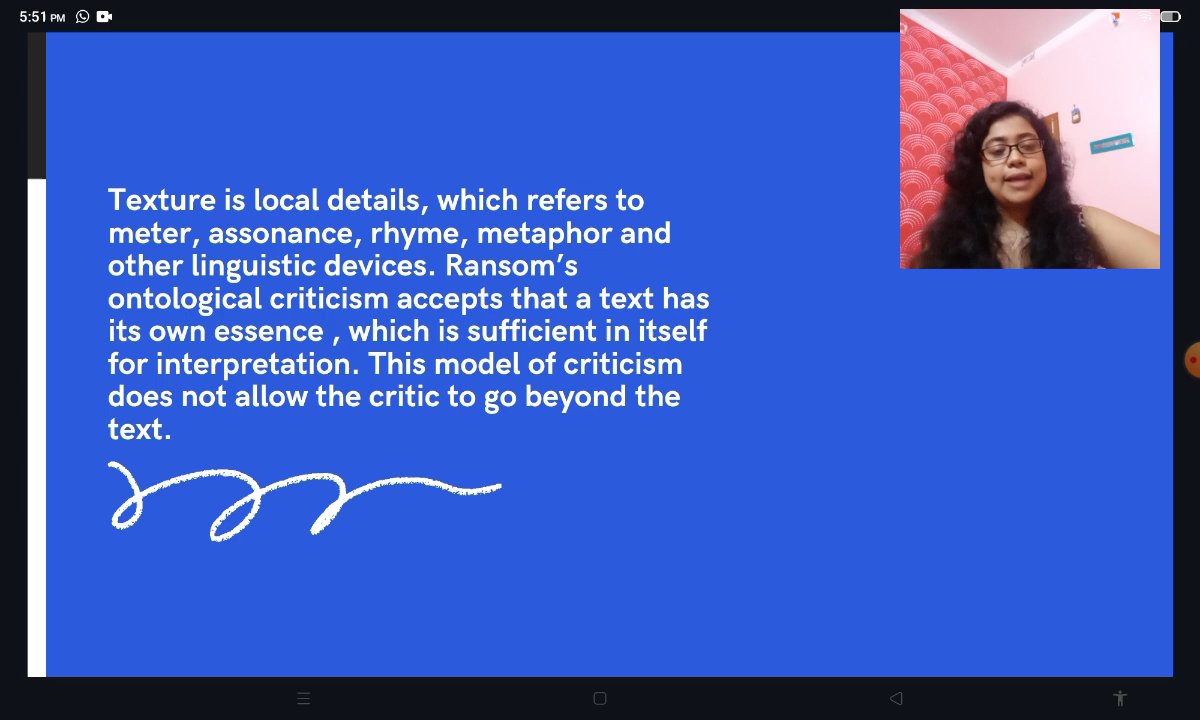 5:51 PM
Texture is local details, which refers to
meter, assonance, rhyme, metaphor and
other linguistic devices. Ransom’s
ontological criticism accepts that a text has
its own essence , which is sufficient in itself
for interpretation. This model of criticism
does not allow the critic to go beyond the
text.